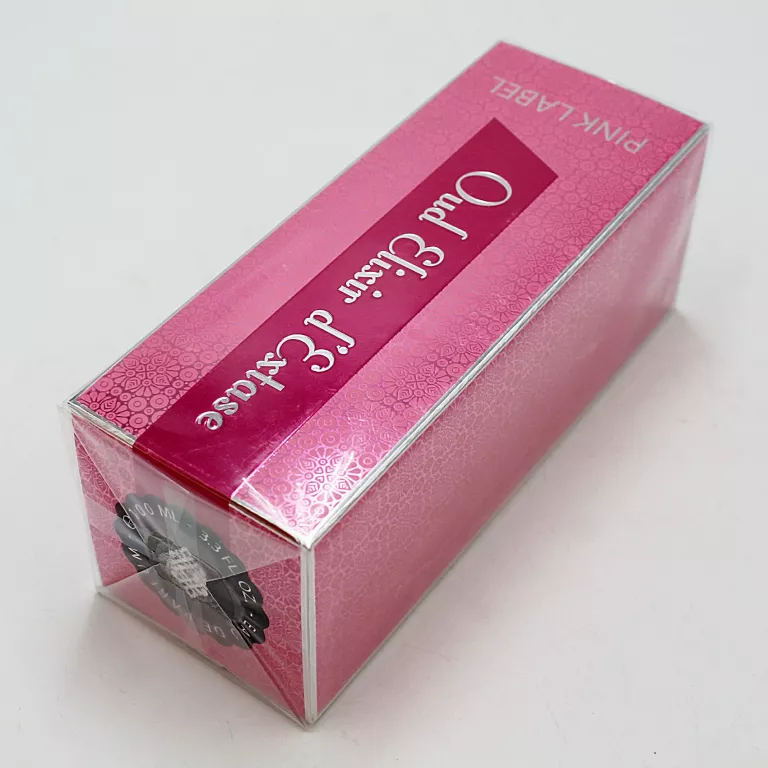 PINK LABEL
Oud Elixir d'Extase
100 ML - 3.3 FL OZ